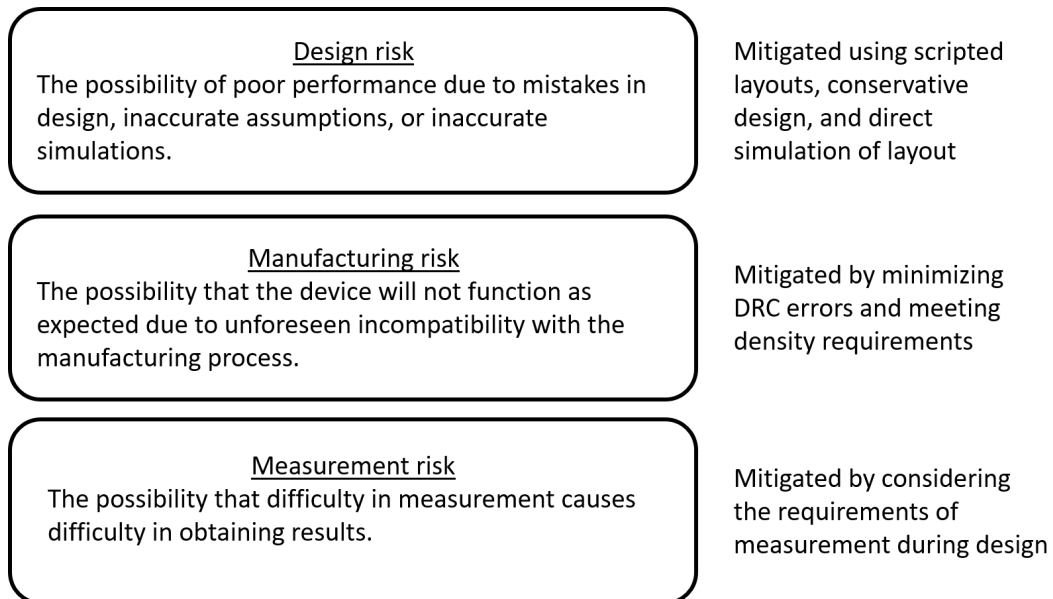 Design risk
The possibility of poor performance due to mistakes in
design, inaccurate assumptions, or inaccurate
simulations.
Mitigated using scripted
layouts, conservative
design, and direct
simulation of layout
Manufacturing risk
The possibility that the device will not function as
expected due to unforeseen incompatibility with the
manufacturing process.
Mitigated by minimizing
DRC errors and meeting
density requirements
Measurement risk
The possibility that difficulty in measurement causes
difficulty in obtaining results.
Mitigated by considering
the requirements of
measurement during design